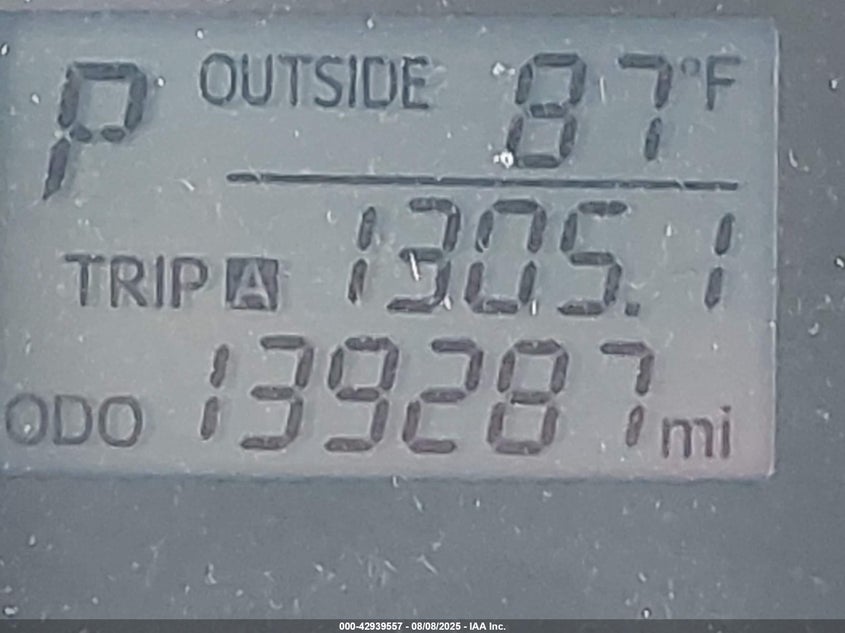 P OUTSIDE 87°F
TRIP A 1305.1
ODO 139287 mi
000-42939557 - 08/08/2025 - IAA Inc.